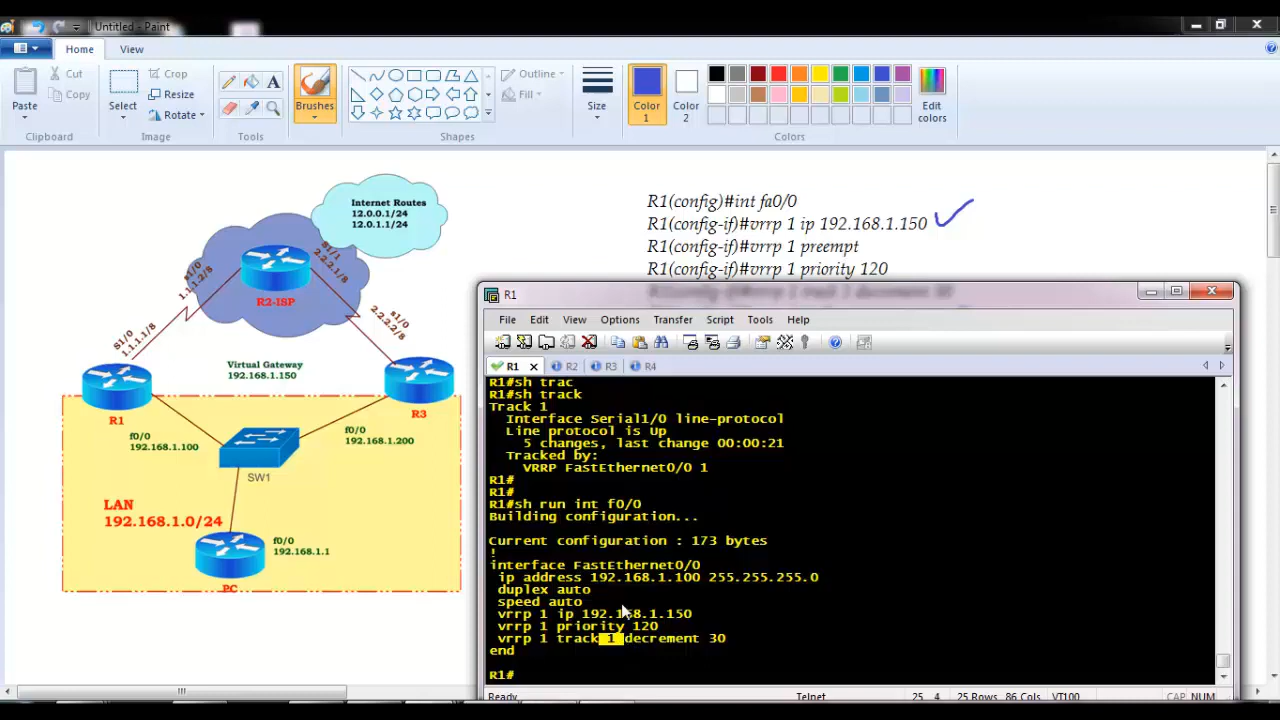 Untitled - Paint
Home
View
Paste
Cut
Copy
Clipboard
Select
Crop
Resize
Rotate
Image
Tools
Brushes
Shapes
Outline
Fill
Size
Color 1
Color 2
Colors
Edit colors
Internet Routes
12.0.0.1/24
12.0.1.1/24
s1/0
1.1.1.2/8
S1/1
2.2.2.1/8
R2-ISP
S1/0
1.1.1.1/8
s1/0
2.2.2.2/8
Virtual Gateway
192.168.1.150
R1
R3
f0/0
192.168.1.100
f0/0
192.168.1.200
SW1
LAN
192.168.1.0/24
f0/0
192.168.1.1
PC
R1(config)#int fa0/0
R1(config-if)#vrrp 1 ip 192.168.1.150
R1(config-if)#vrrp 1 preempt
R1(config-if)#vrrp 1 priority 120
R1
File Edit View Options Transfer Script Tools Help
R1 R2 R3 R4
R1#sh trac
R1#sh track
Track 1
Interface Serial1/0 line-protocol
Line protocol is Up
5 changes, last change 00:00:21
Tracked by:
VRRP FastEthernet0/0 1
R1#
R1#
R1#sh run int f0/0
Building configuration...
Current configuration : 173 bytes
!
interface FastEthernet0/0
ip address 192.168.1.100 255.255.255.0
duplex auto
speed auto
vrrp 1 ip 192.168.1.150
vrrp 1 priority 120
vrrp 1 track 1 decrement 30
end
R1#
Ready Telnet 25, 4 25 Rows, 86 Cols VT100 CAP NUM